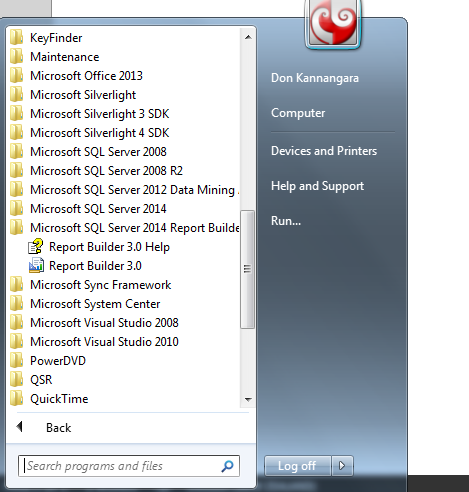 KeyFinder
Maintenance
Microsoft Office 2013
Microsoft Silverlight
Microsoft Silverlight 3 SDK
Microsoft Silverlight 4 SDK
Microsoft SQL Server 2008
Microsoft SQL Server 2008 R2
Microsoft SQL Server 2012 Data Mining
Microsoft SQL Server 2014
Microsoft SQL Server 2014 Report Builde
Report Builder 3.0 Help
Report Builder 3.0
Microsoft Sync Framework
Microsoft System Center
Microsoft Visual Studio 2008
Microsoft Visual Studio 2010
PowerDVD
QSR
QuickTime
Back
Search programs and files
Don Kannangara
Computer
Devices and Printers
Help and Support
Run...
Log off